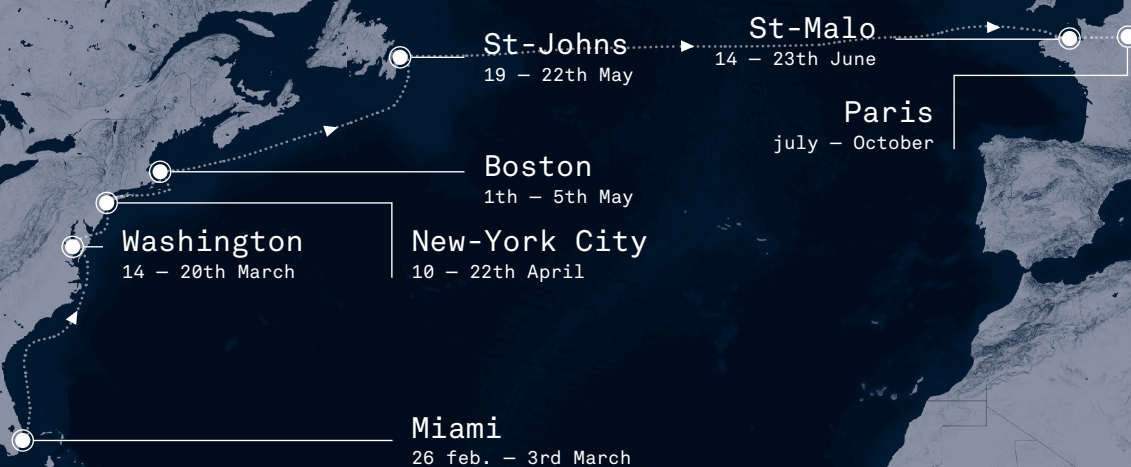 St-Johns
19 — 22th May
St-Malo
14 — 23th June
Paris
july — October
Boston
1th — 5th May
Washington
14 — 20th March
New-York City
10 — 22th April
Miami
26 feb. — 3rd March